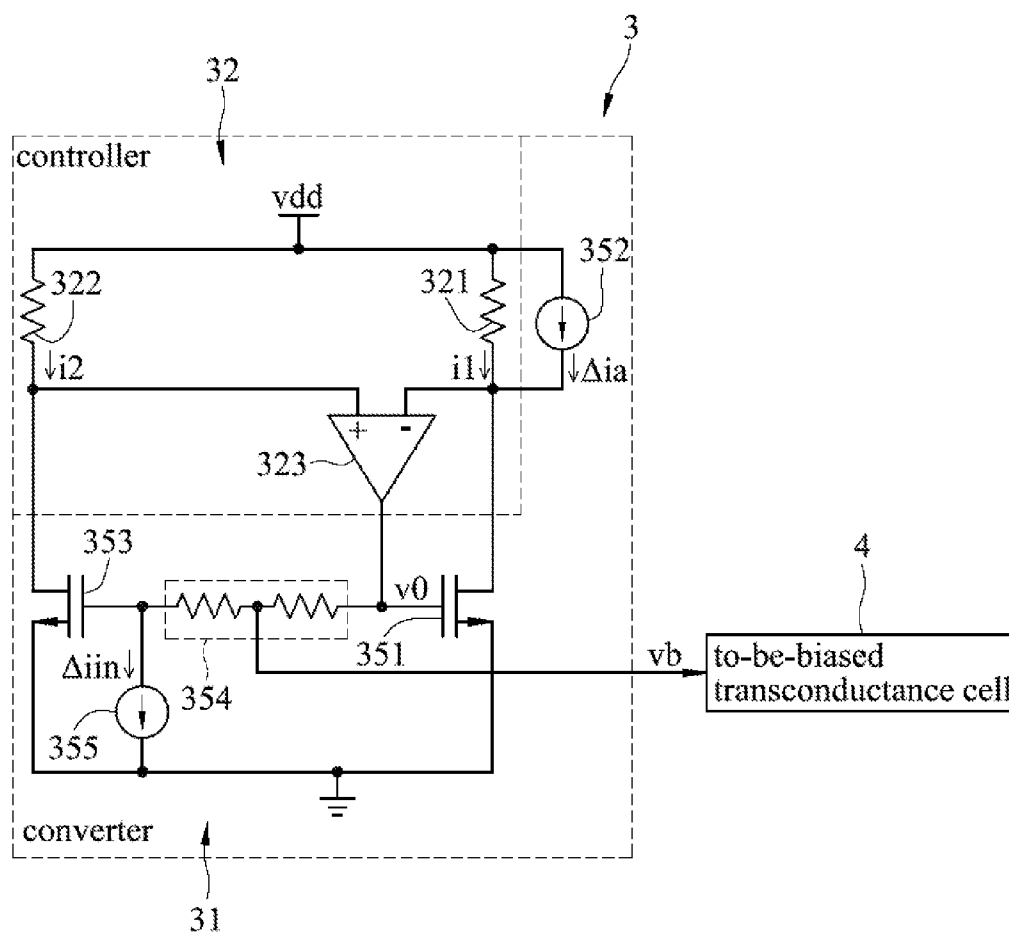 3
32
controller
vdd
352
322
321
↓i2
i1↓
↓Δia
+
-
323
353
4
v0
351
vb
to-be-biased
transconductance cell
Δiin↓
354
355
converter
31